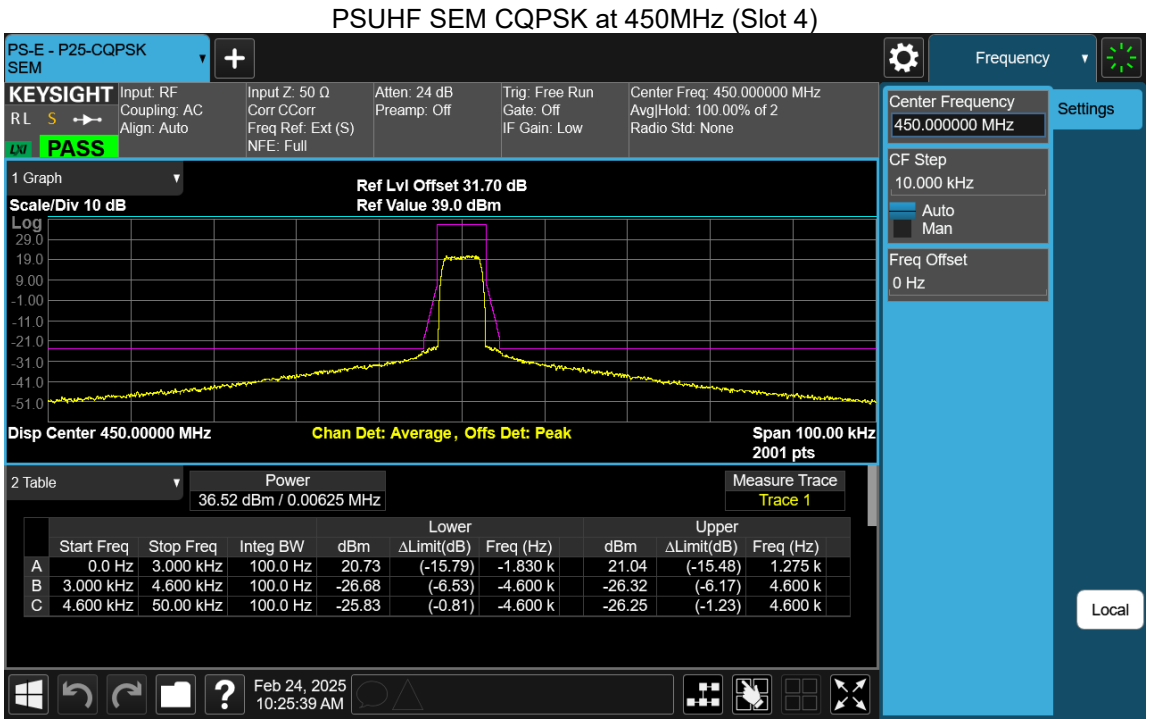 PSUHF SEM CQPSK at 450MHz (Slot 4)
PS-E - P25-CQPSK
SEM
Frequency
KEYSIGHT
R L S
LXI PASS
Input: RF
Coupling: AC
Align: Auto
Input Z: 50 Ω
Corr CCorr
Freq Ref: Ext (S)
NFE: Full
Atten: 24 dB
Preamp: Off
Trig: Free Run
Gate: Off
IF Gain: Low
Center Freq: 450.000000 MHz
Avg|Hold: 100.00% of 2
Radio Std: None
Center Frequency
450.000000 MHz
Settings
CF Step
10.000 kHz
Auto
Man
Freq Offset
0 Hz
1 Graph
Scale/Div 10 dB
Ref Lvl Offset 31.70 dB
Ref Value 39.0 dBm
Log
29.0
19.0
9.00
-1.00
-11.0
-21.0
-31.0
-41.0
-51.0
Disp Center 450.00000 MHz
Chan Det: Average, Offs Det: Peak
Span 100.00 kHz
2001 pts
2 Table
Power
36.52 dBm / 0.00625 MHz
Measure Trace
Trace 1
Lower Upper
Start Freq Stop Freq Integ BW dBm ΔLimit(dB) Freq (Hz) dBm ΔLimit(dB) Freq (Hz)
A 0.0 Hz 3.000 kHz 100.0 Hz 20.73 (-15.79) -1.830 k 21.04 (-15.48) 1.275 k
B 3.000 kHz 4.600 kHz 100.0 Hz -26.68 (-6.53) -4.600 k -26.32 (-6.17) 4.600 k
C 4.600 kHz 50.00 kHz 100.0 Hz -25.83 (-0.81) -4.600 k -26.25 (-1.23) 4.600 k
Local
Feb 24, 2025
10:25:39 AM